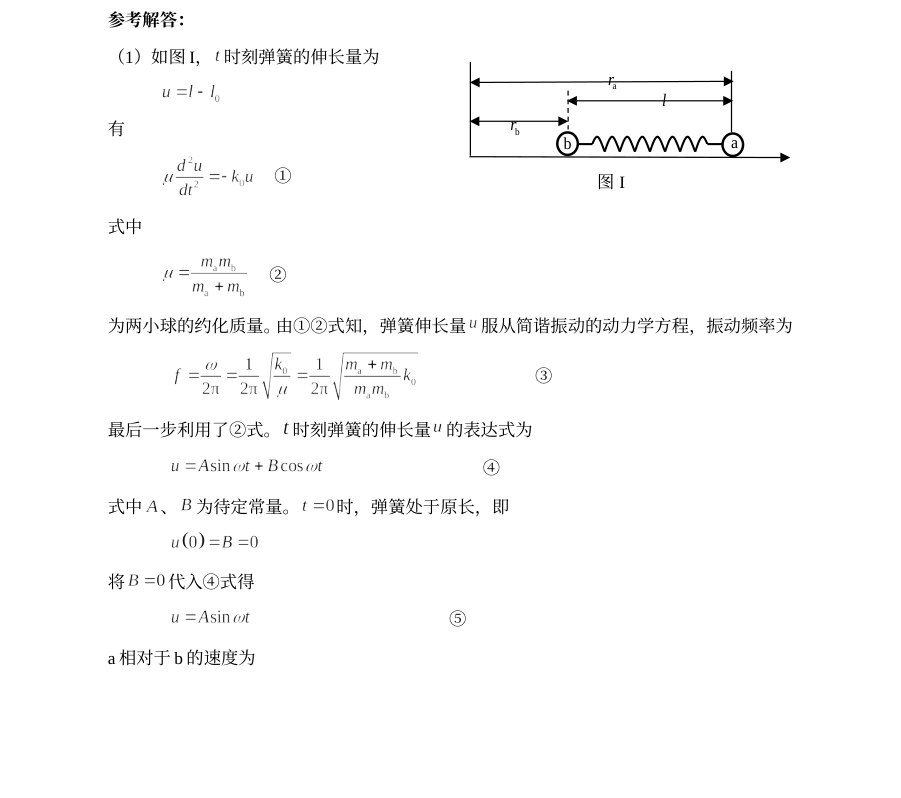 参考解答：
（1）如图 I， t 时刻弹簧的伸长量为
u = l - l₀
有
μ d²u/dt² = - k₀u ①
式中
μ = mₐm_b/(mₐ + m_b) ②
r_a
l
r_b
b a
图 I
为两小球的约化质量。由①②式知，弹簧伸长量 u 服从简谐振动的动力学方程，振动频率为
f = ω/2π = 1/2π √(k₀/μ) = 1/2π √((mₐ + m_b)/(mₐm_b) k₀) ③
最后一步利用了②式。 t 时刻弹簧的伸长量 u 的表达式为
u = A sin ωt + B cos ωt ④
式中 A 、 B 为待定常量。 t = 0 时，弹簧处于原长，即
u(0) = B = 0
将 B = 0 代入④式得
u = A sin ωt ⑤
a 相对于 b 的速度为